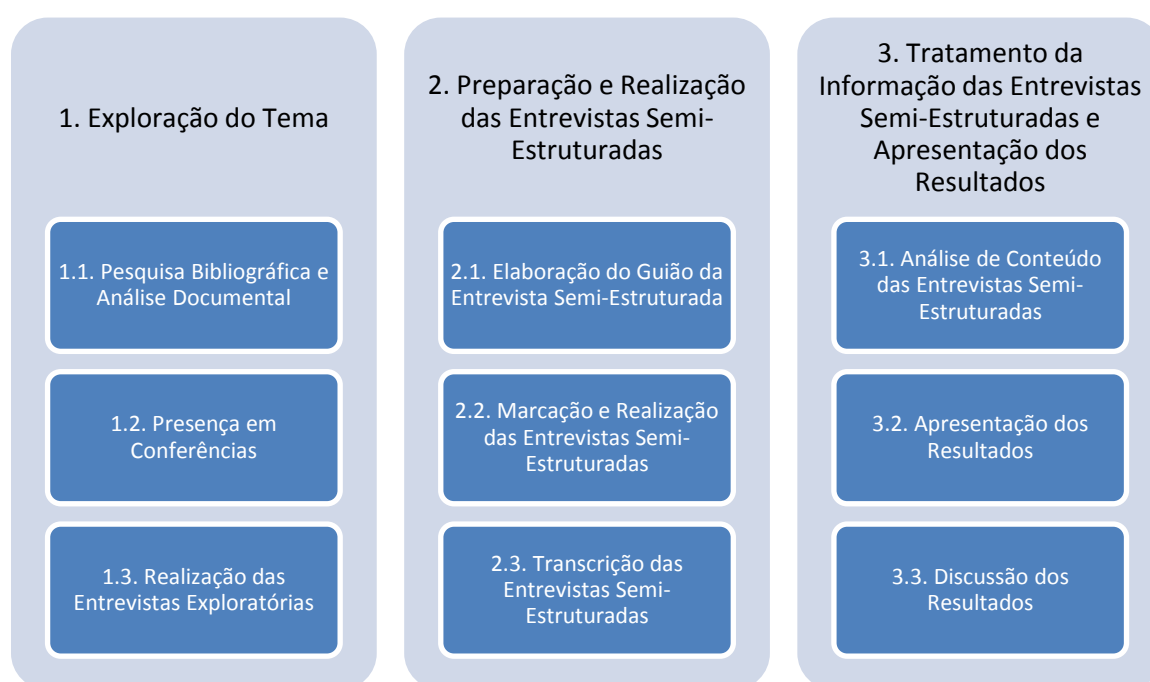 1. Exploração do Tema
1.1. Pesquisa Bibliográfica e
Análise Documental
1.2. Presença em
Conferências
1.3. Realização das
Entrevistas Exploratórias
2. Preparação e Realização
das Entrevistas Semi-
Estruturadas
2.1. Elaboração do Guião da
Entrevista Semi-Estruturada
2.2. Marcação e Realização
das Entrevistas Semi-
Estruturadas
2.3. Transcrição das
Entrevistas Semi-
Estruturadas
3. Tratamento da
Informação das Entrevistas
Semi-Estruturadas e
Apresentação dos
Resultados
3.1. Análise de Conteúdo
das Entrevistas Semi-
Estruturadas
3.2. Apresentação dos
Resultados
3.3. Discussão dos
Resultados